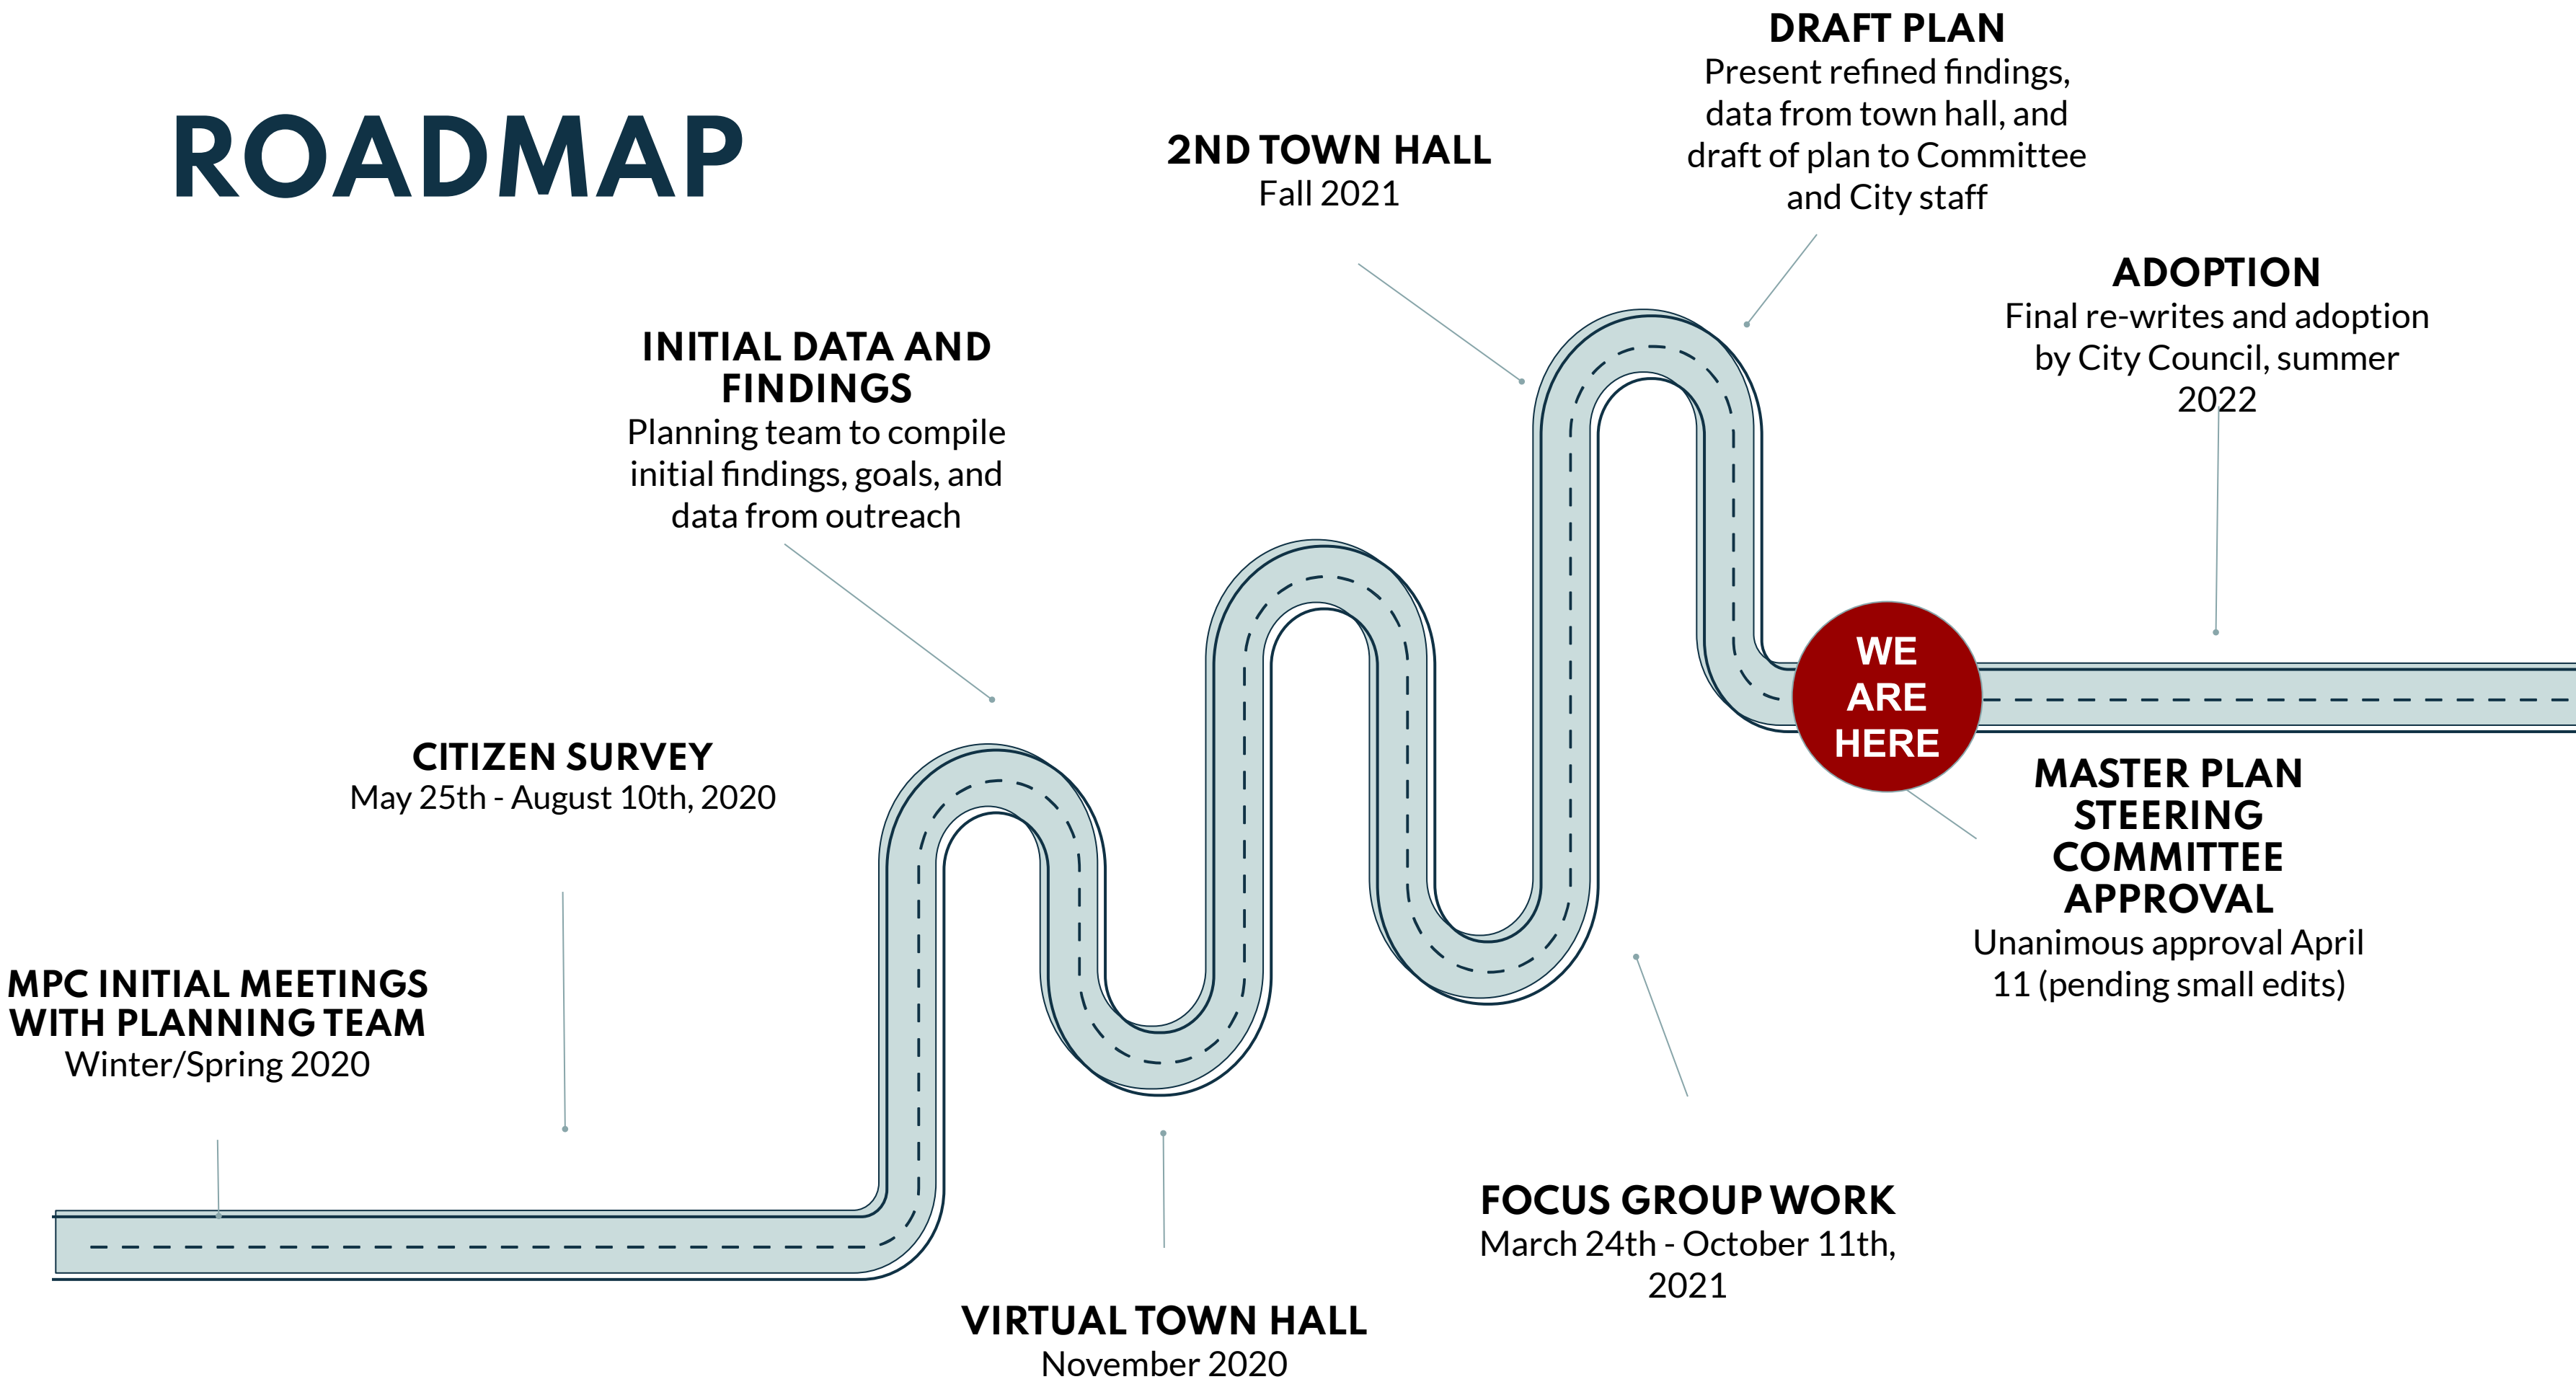 ROADMAP
MPC INITIAL MEETINGS
WITH PLANNING TEAM
Winter/Spring 2020
CITIZEN SURVEY
May 25th - August 10th, 2020
INITIAL DATA AND
FINDINGS
Planning team to compile
initial findings, goals, and
data from outreach
VIRTUAL TOWN HALL
November 2020
FOCUS GROUP WORK
March 24th - October 11th,
2021
2ND TOWN HALL
Fall 2021
DRAFT PLAN
Present refined findings,
data from town hall, and
draft of plan to Committee
and City staff
WE
ARE
HERE
MASTER PLAN
STEERING
COMMITTEE
APPROVAL
Unanimous approval April
11 (pending small edits)
ADOPTION
Final re-writes and adoption
by City Council, summer
2022